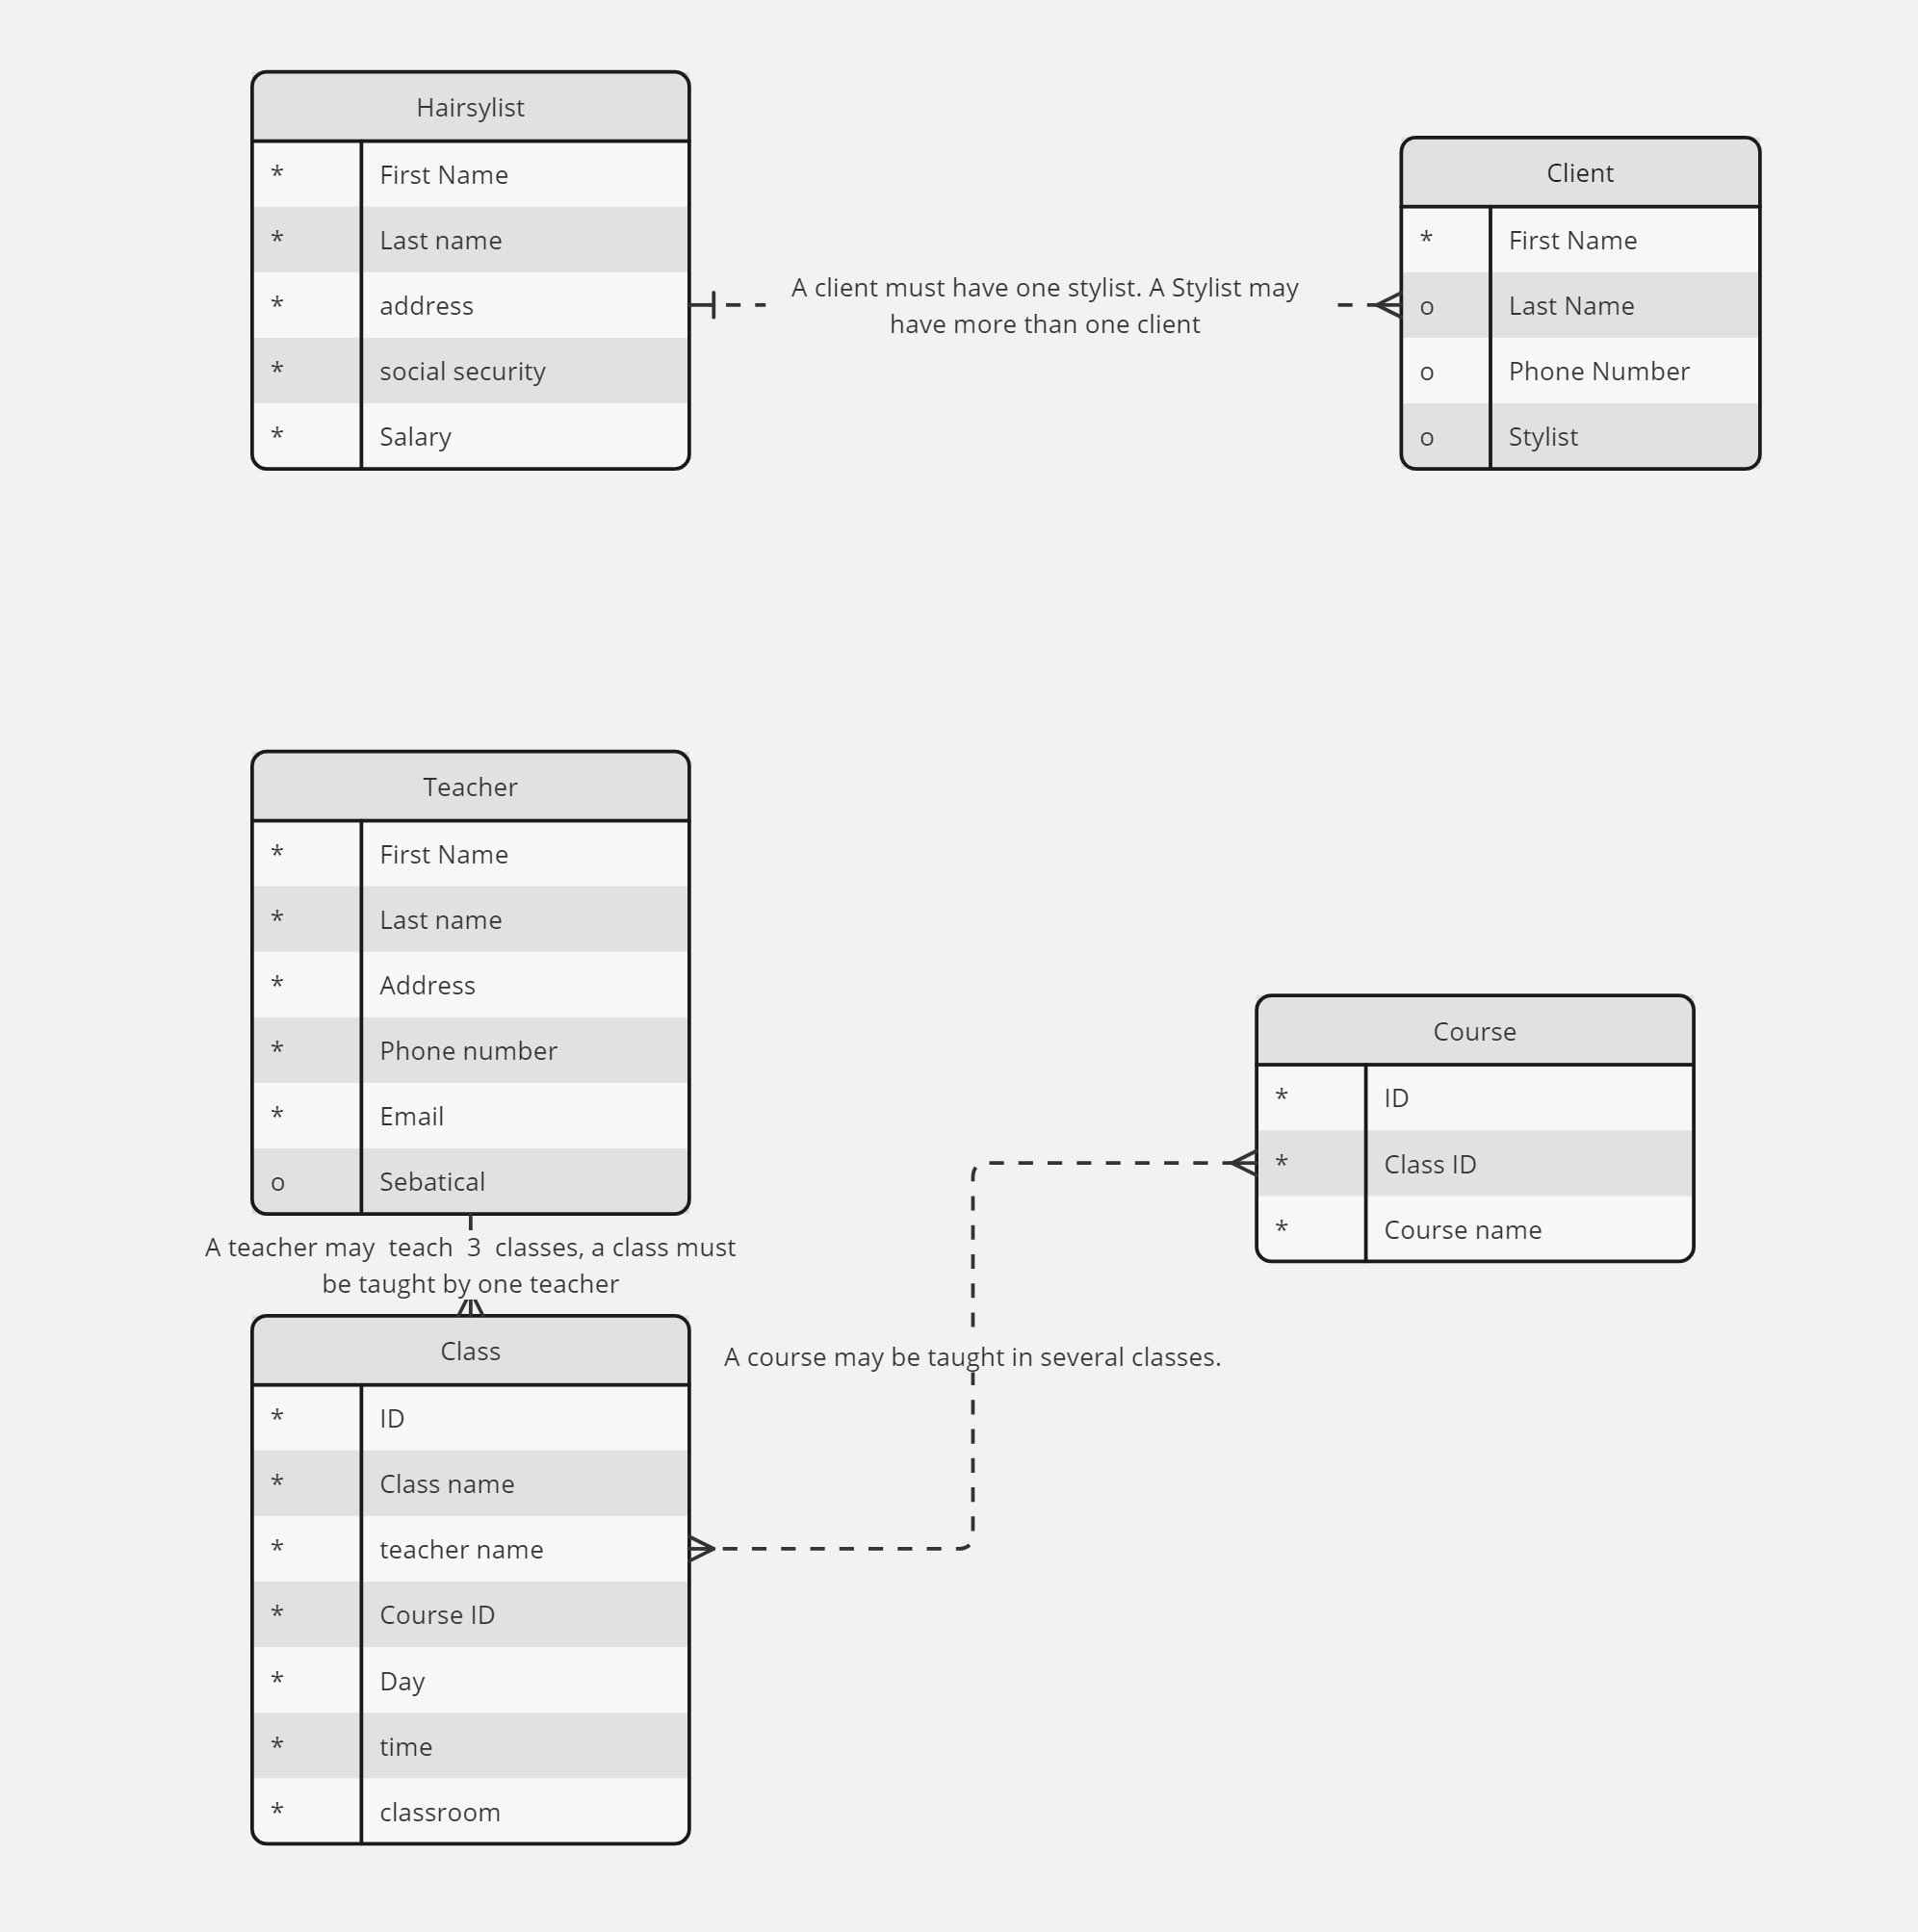 Hairsylist
* First Name
* Last name
* address
* social security
* Salary
A client must have one stylist. A Stylist may
have more than one client
Client
* First Name
o Last Name
o Phone Number
o Stylist
Teacher
* First Name
* Last name
* Address
* Phone number
* Email
o Sebatical
A teacher may teach 3 classes, a class must
be taught by one teacher
Class
* ID
* Class name
* teacher name
* Course ID
* Day
* time
* classroom
A course may be taught in several classes.
Course
* ID
* Class ID
* Course name